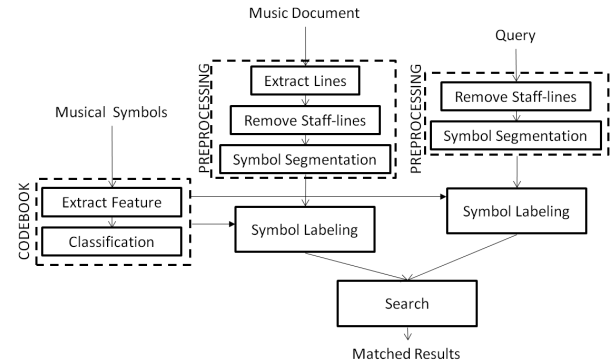 Music Document
Query
Musical Symbols
PREPROCESSING
Extract Lines
Remove Staff-lines
Symbol Segmentation
PREPROCESSING
Remove Staff-lines
Symbol Segmentation
CODEBOOK
Extract Feature
Classification
Symbol Labeling
Symbol Labeling
Search
Matched Results